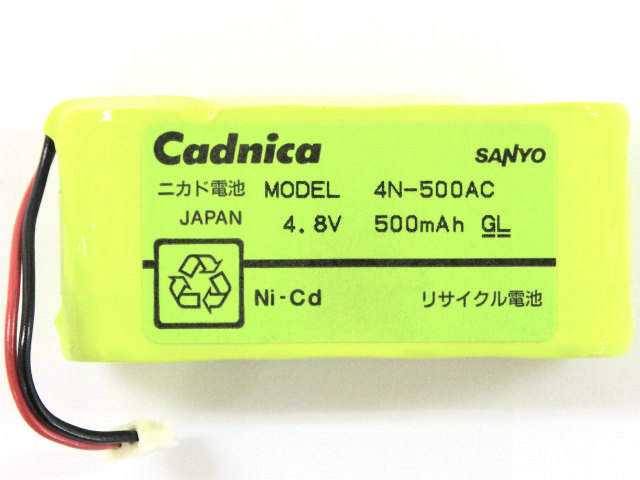 Cadnica SANYO
ニカド電池 MODEL 4N-500AC
JAPAN 4.8V 500mAh GL
Ni-Cd リサイクル電池